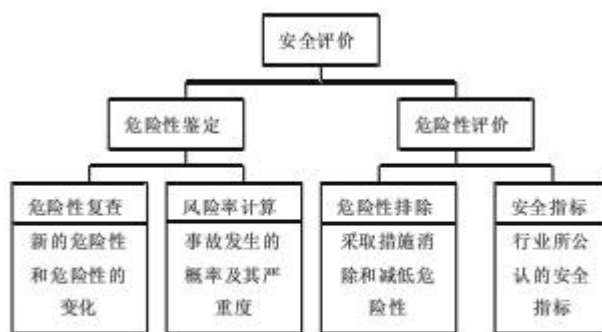 安全评价
危险性鉴定
危险性评价
危险性复查
新的危险性
和危险性的
变化
风险率计算
事故发生的
概率及其严
重度
危险性排除
采取措施消
除和减低危
险性
安全指标
行业所公
认的安全
指标